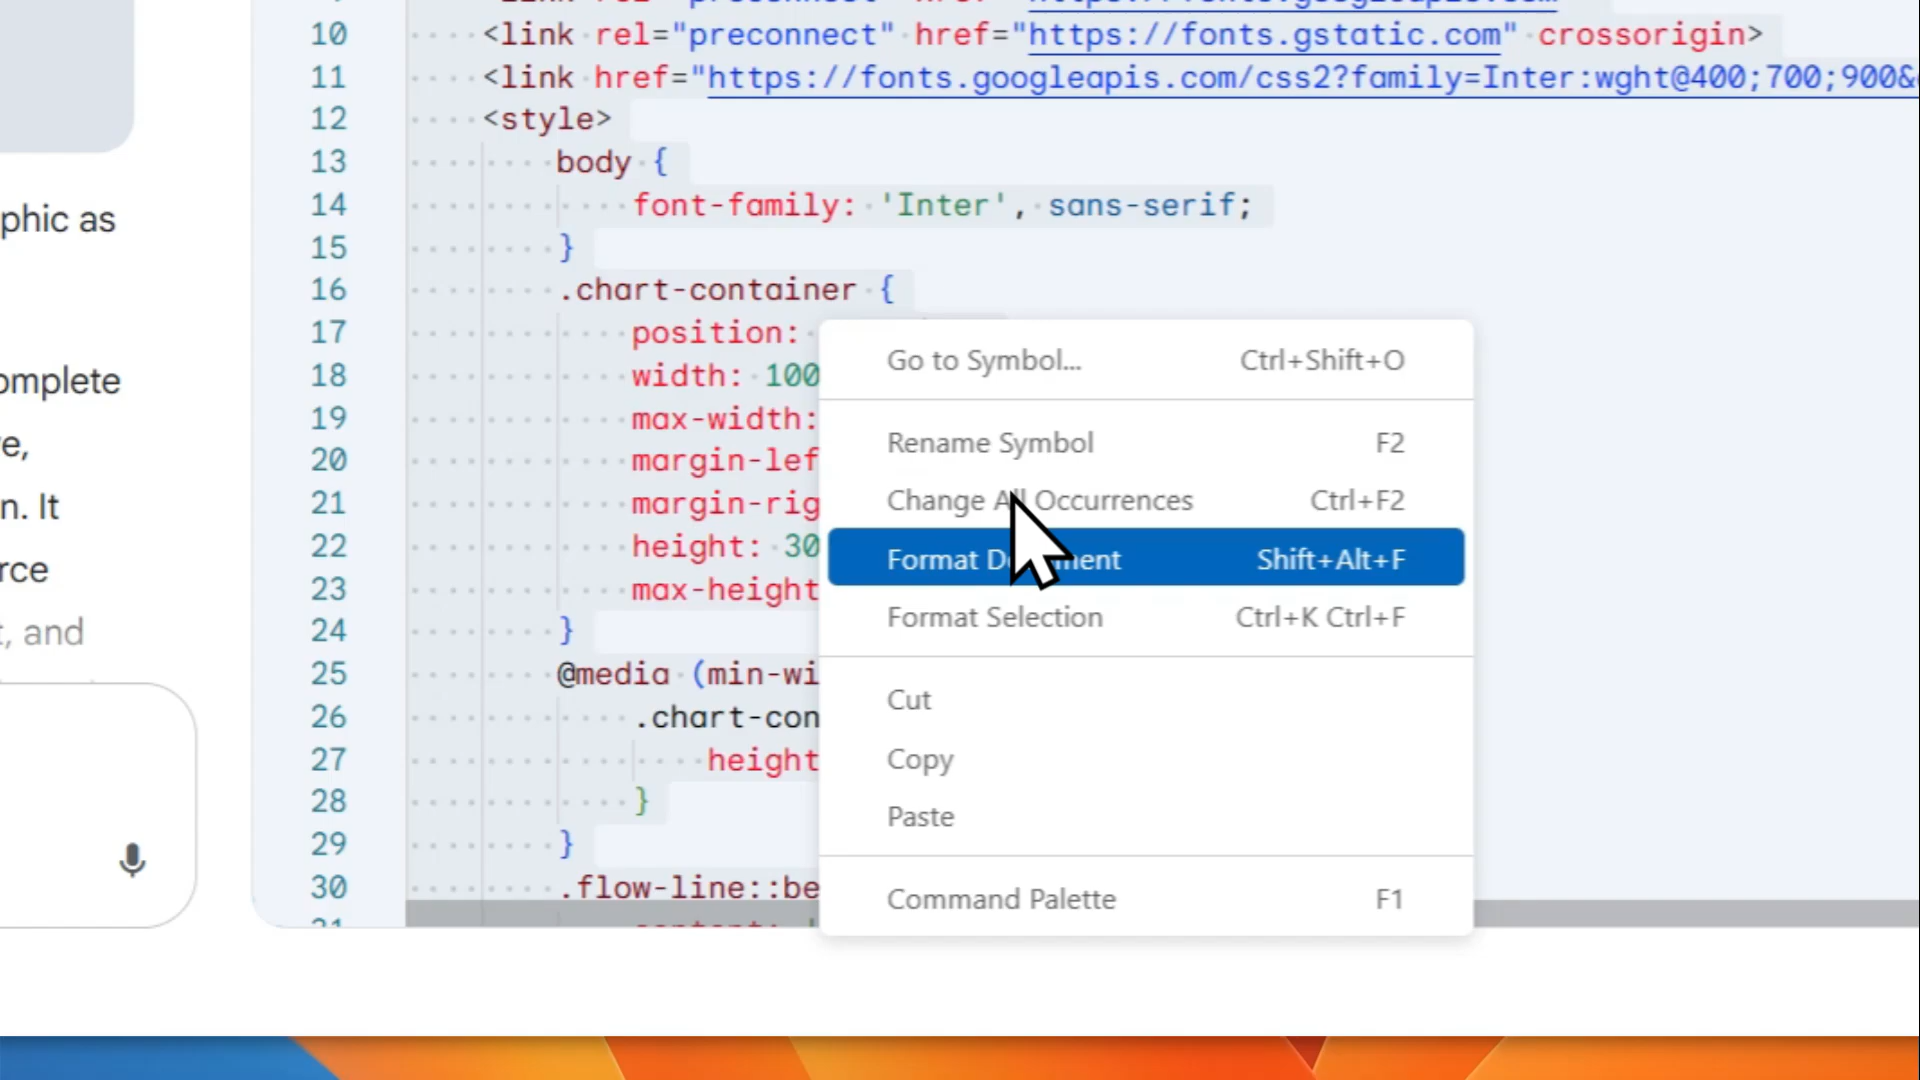 10 <link rel="preconnect" href="https://fonts.gstatic.com" crossorigin>
11 <link href="https://fonts.googleapis.com/css2?family=Inter:wght@400;700;900&
12 <style>
13 body {
14 font-family: 'Inter', sans-serif;
15 }
16 .chart-container {
17 position:
18 width: 100
19 max-width:
20 margin-lef
21 margin-rig
22 height: 30
23 max-height
24 }
25 @media (min-wi
26 .chart-con
27 height
28 }
29 }
30 .flow-line::be
phic as
omplete
e,
n. It
rce
t, and
Go to Symbol... Ctrl+Shift+O
Rename Symbol F2
Change All Occurrences Ctrl+F2
Format Document Shift+Alt+F
Format Selection Ctrl+K Ctrl+F
Cut
Copy
Paste
Command Palette F1